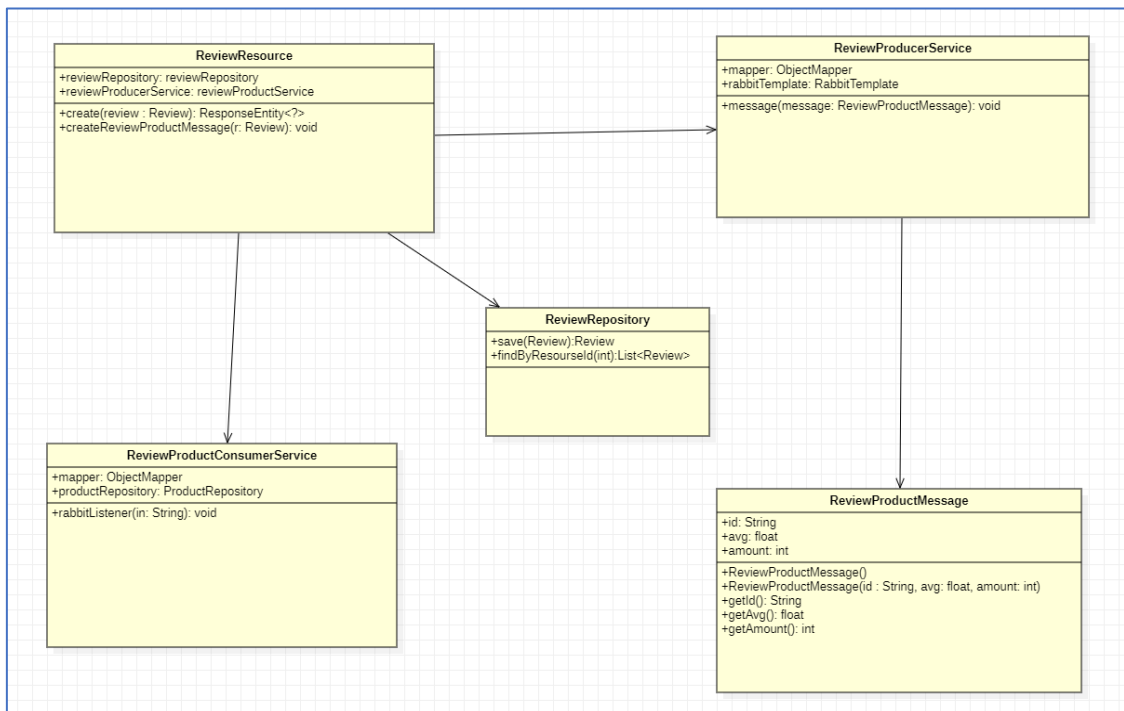 ReviewResource
+reviewRepository: reviewRepository
+reviewProducerService: reviewProductService
+create(review : Review): ResponseEntity<?>
+createReviewProductMessage(r: Review): void
ReviewProducerService
+mapper: ObjectMapper
+rabbitTemplate: RabbitTemplate
+message(message: ReviewProductMessage): void
ReviewRepository
+save(Review):Review
+findByResourseId(int):List<Review>
ReviewProductConsumerService
+mapper: ObjectMapper
+productRepository: ProductRepository
+rabbitListener(in: String): void
ReviewProductMessage
+id: String
+avg: float
+amount: int
+ReviewProductMessage()
+ReviewProductMessage(id : String, avg: float, amount: int)
+getId(): String
+getAvg(): float
+getAmount(): int